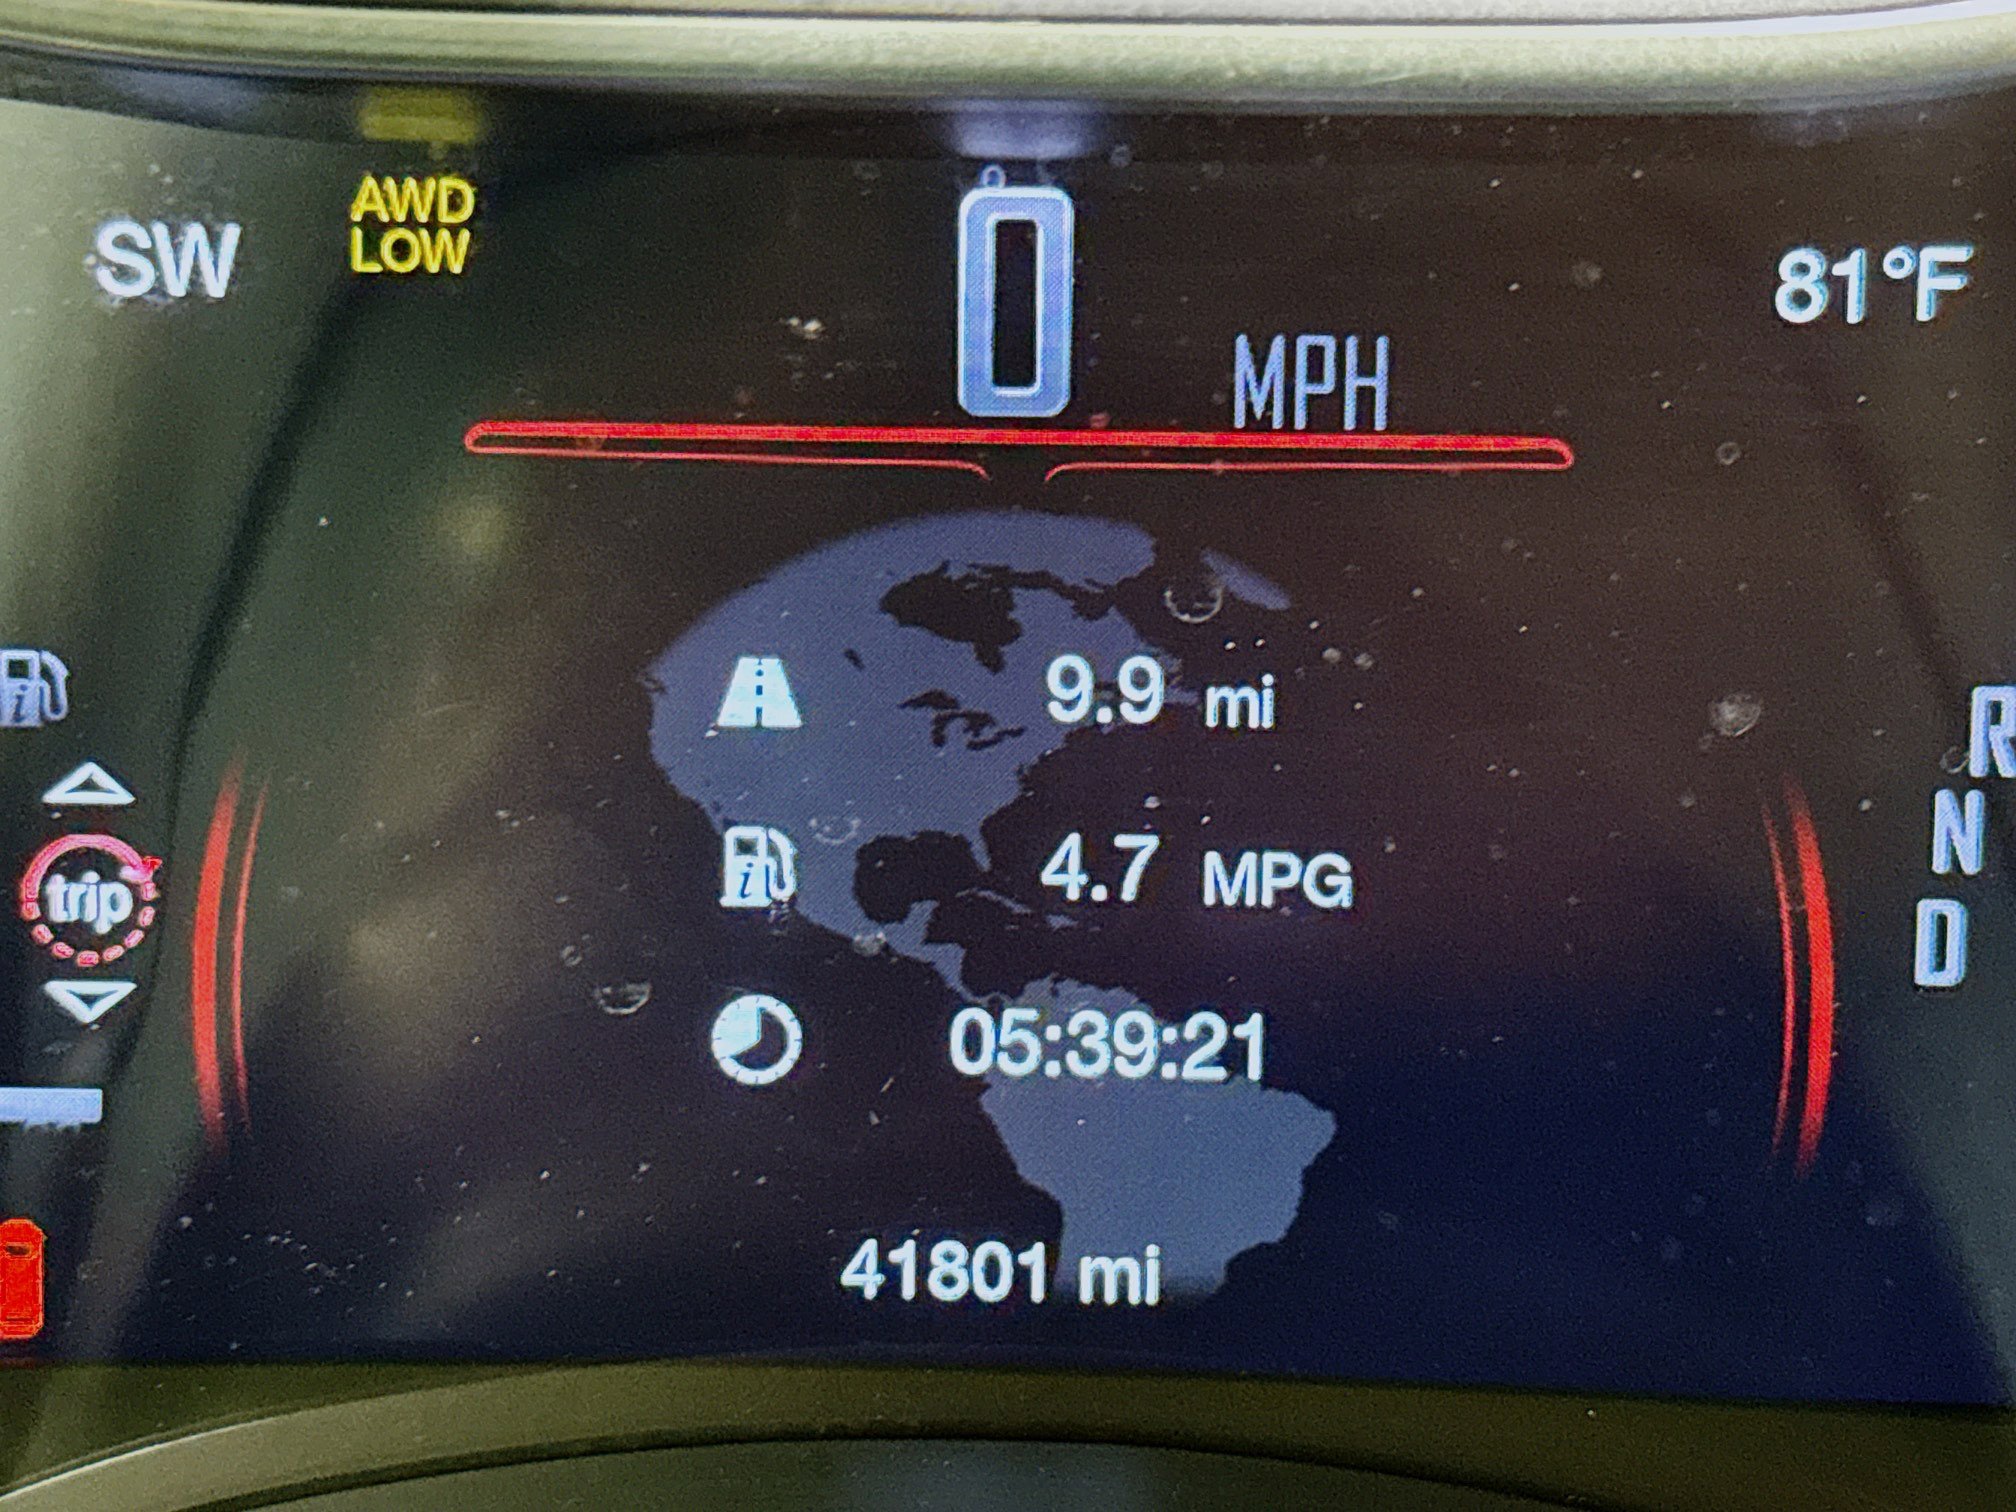 SW
AWD
LOW
0
MPH
81°F
9.9 mi
R
N
D
trip
4.7 MPG
05:39:21
41801 mi